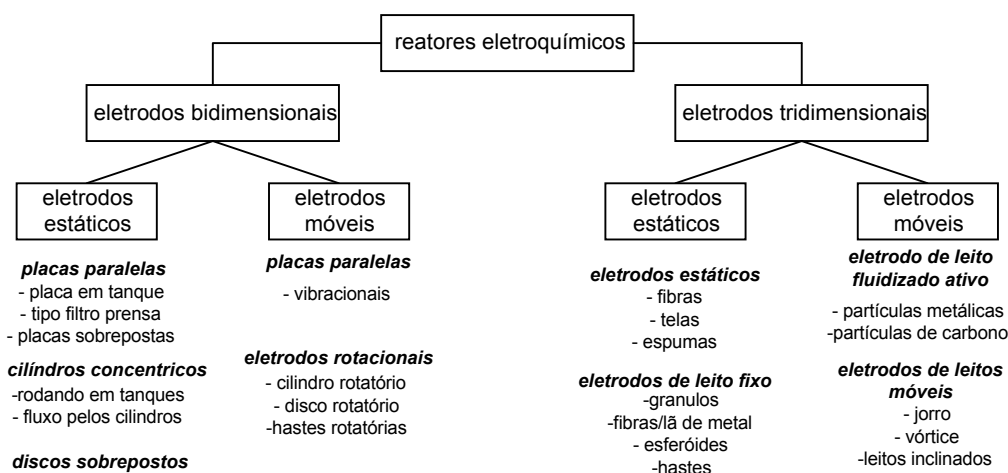 reatores eletroquímicos
eletrodos bidimensionais
eletrodos tridimensionais
eletrodos
estáticos
eletrodos
móveis
eletrodos
estáticos
eletrodos
móveis
placas paralelas
- placa em tanque
- tipo filtro prensa
- placas sobrepostas
cilíndros concentricos
-rodando em tanques
- fluxo pelos cilindros
discos sobrepostos
placas paralelas
- vibracionais
eletrodos rotacionais
- cilindro rotatório
- disco rotatório
-hastes rotatórias
eletrodos estáticos
- fibras
- telas
- espumas
eletrodos de leito fixo
-granulos
-fibras/lã de metal
- esferóides
-hastes
eletrodo de leito
fluidizado ativo
- partículas metálicas
-partículas de carbono
eletrodos de leitos
móveis
- jorro
- vórtice
-leitos inclinados